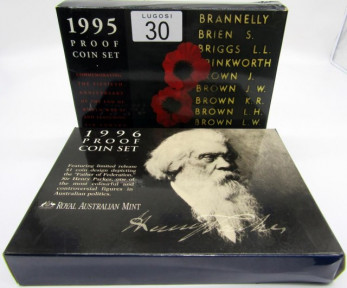 1995
PROOF
COIN SET
LUGOSI
30
BRANNELLY
BRIEN S.
BRIGGS L.L.
BRINKWORTH
BROWN J.
BROWN J.W.
BROWN K.R.
BROWN L.H.
BROWN L.W.
1996
PROOF
COIN SET
Featuring limited release
$1 coin design depicting
the "Father of Federation,"
Sir Henry Parkes, one of
the most colourful and
controversial figures in
Australian politics.
ROYAL AUSTRALIAN MINT